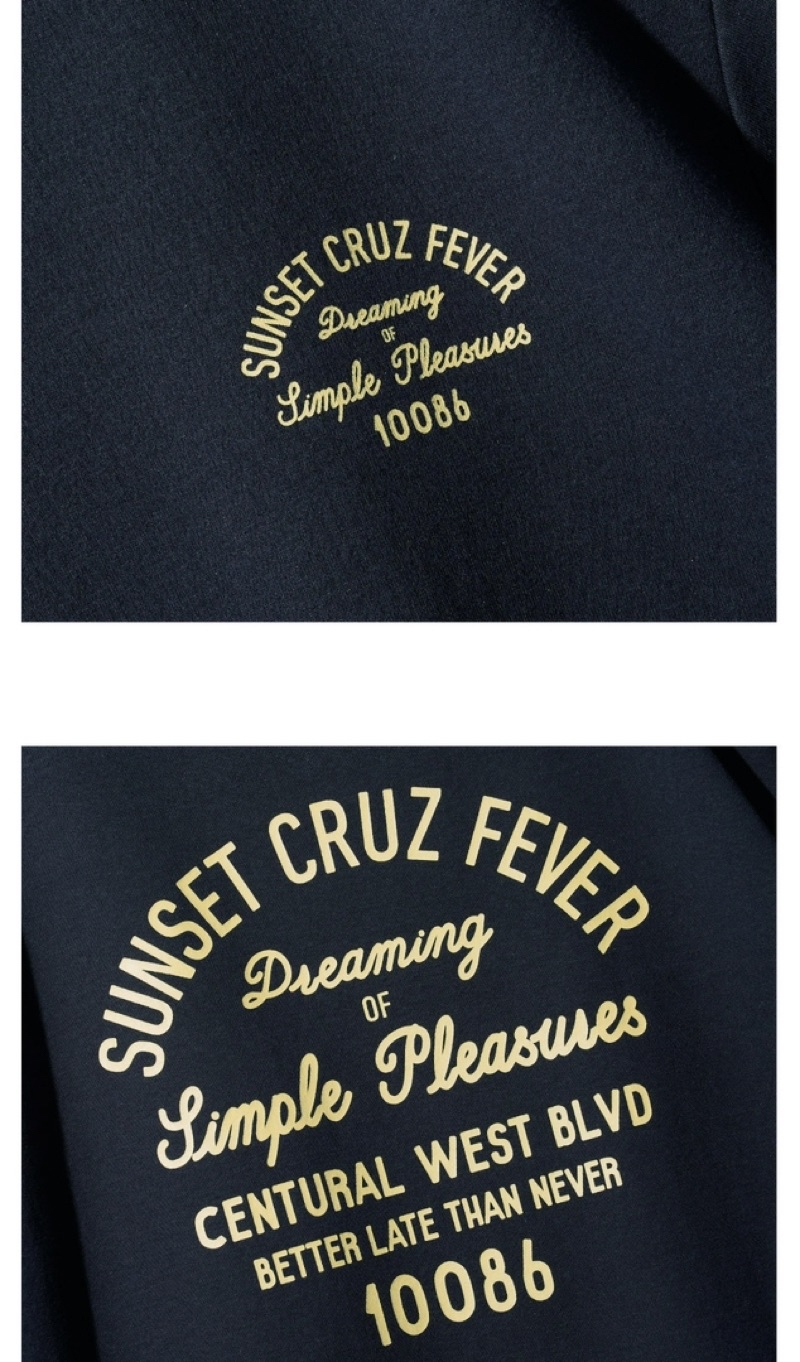 SUNSET CRUZ FEVER
Dreaming
OF
Simple Pleasures
10086
SUNSET CRUZ FEVER
Dreaming
OF
Simple Pleasures
CENTURAL WEST BLVD
BETTER LATE THAN NEVER
10086